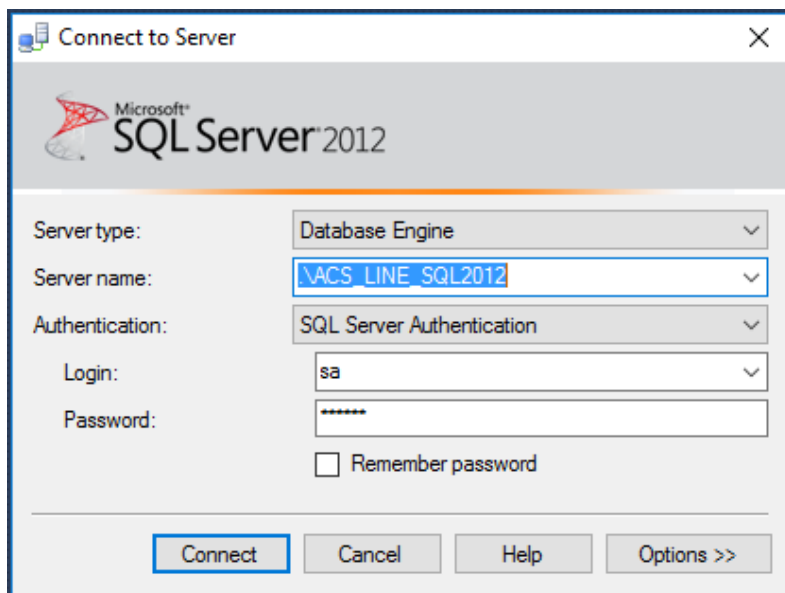 Connect to Server
Microsoft®
SQL Server® 2012
Server type: Database Engine
Server name: .\ACS_LINE_SQL2012
Authentication: SQL Server Authentication
Login: sa
Password: ******
Remember password
Connect Cancel Help Options >>